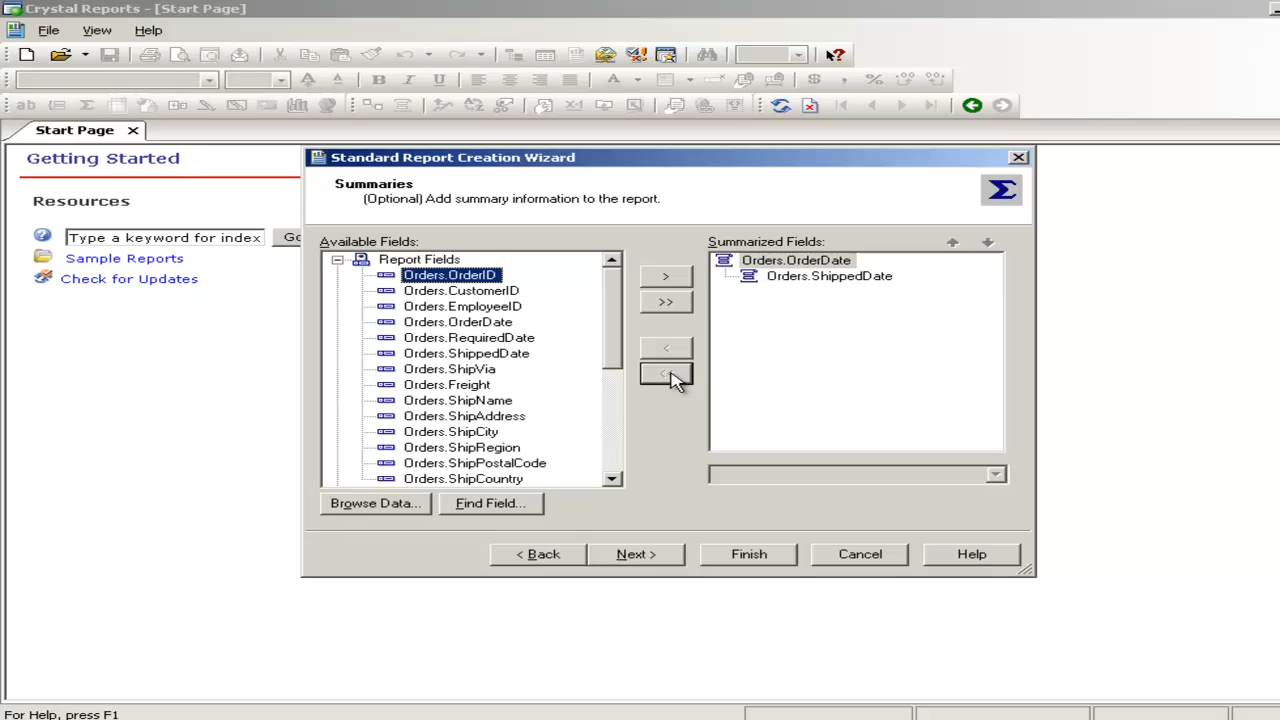 Crystal Reports - [Start Page]
File View Help
ab
Start Page
Getting Started
Resources
Type a keyword for index
Go
Sample Reports
Check for Updates
Standard Report Creation Wizard
Summaries
(Optional) Add summary information to the report.
Available Fields:
Report Fields
Orders.OrderID
Orders.CustomerID
Orders.EmployeeID
Orders.OrderDate
Orders.RequiredDate
Orders.ShippedDate
Orders.ShipVia
Orders.Freight
Orders.ShipName
Orders.ShipAddress
Orders.ShipCity
Orders.ShipRegion
Orders.ShipPostalCode
Orders.ShipCountry
Browse Data...
Find Field...
>
>>
<
Summarized Fields:
Orders.OrderDate
Orders.ShippedDate
< Back
Next >
Finish
Cancel
Help
For Help, press F1